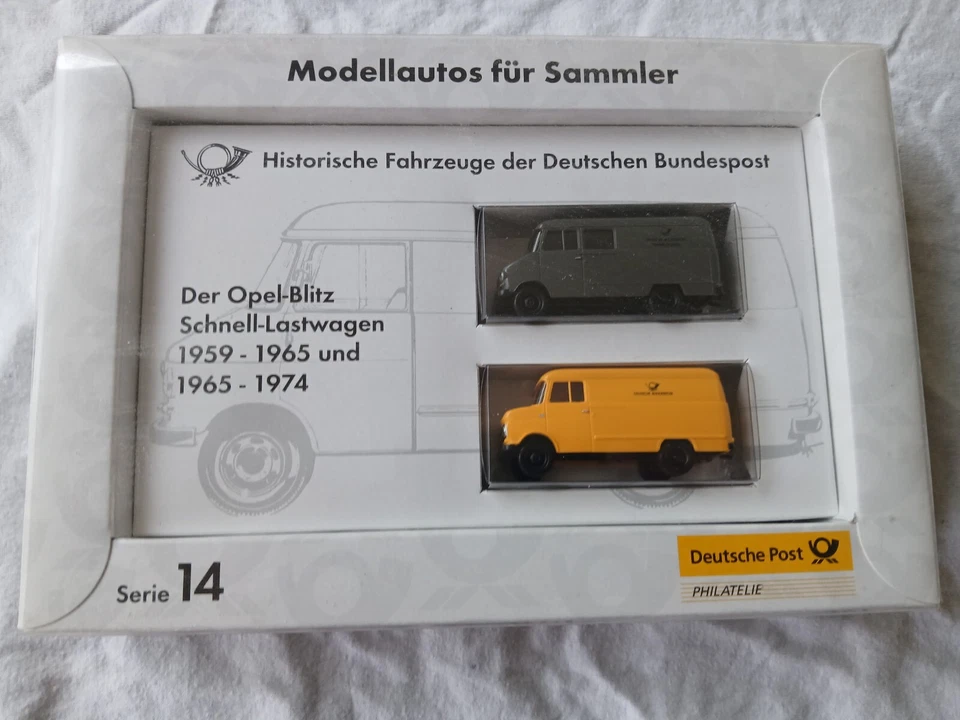 Modellautos für Sammler
Historische Fahrzeuge der Deutschen Bundespost
Der Opel-Blitz
Schnell-Lastwagen
1959 - 1965 und
1965 - 1974
Serie 14
Deutsche Post
PHILATELIE